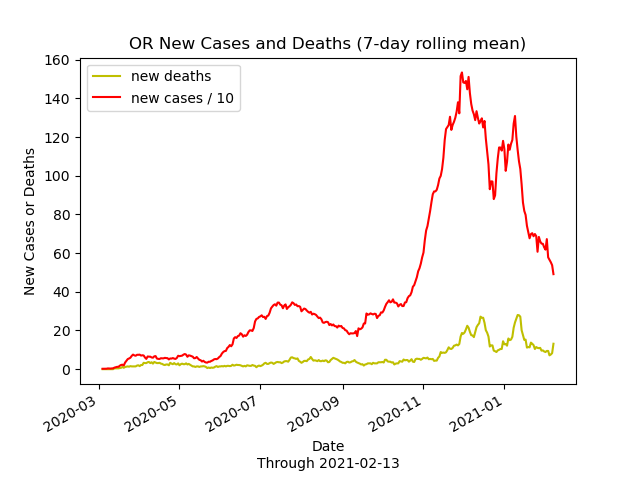 OR New Cases and Deaths (7-day rolling mean)
new deaths
new cases / 10
New Cases or Deaths
160
140
120
100
80
60
40
20
0
2020-03
2020-05
2020-07
2020-09
2020-11
2021-01
Date
Through 2021-02-13